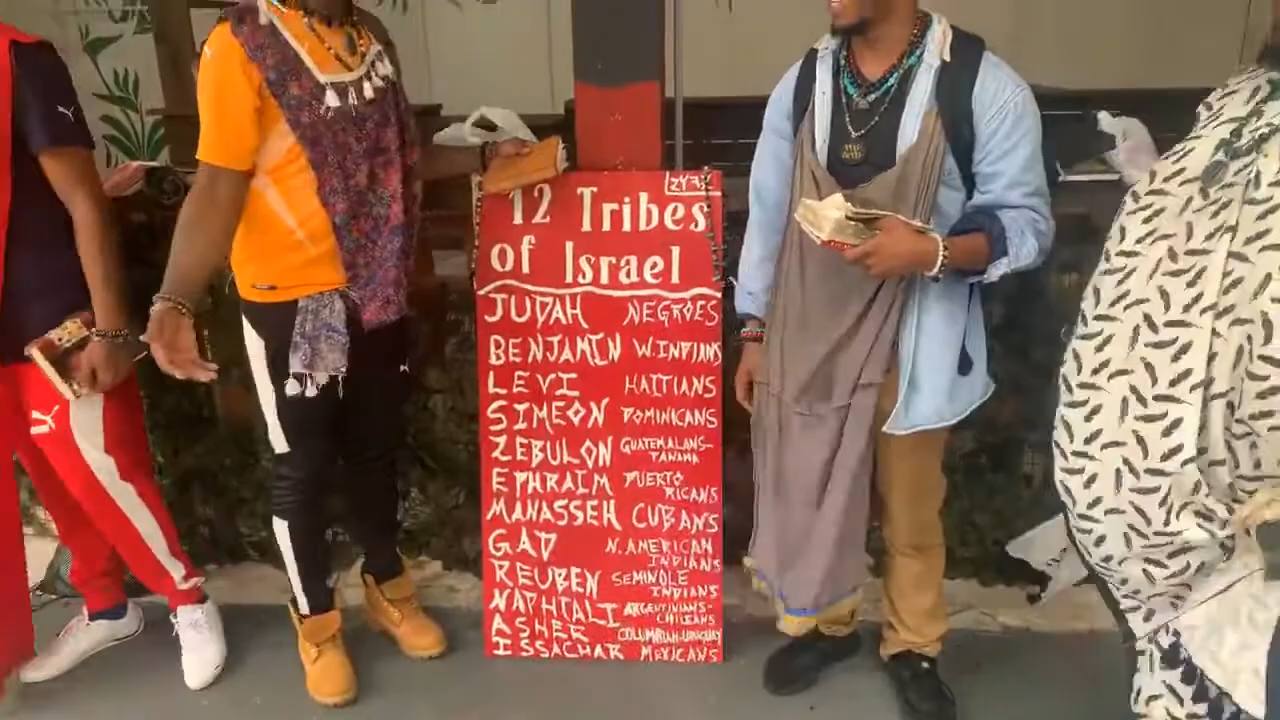 12 Tribes
of Israel
JUDAH NEGROES
BENJAMIN W.INDIANS
LEVI HAITIANS
SIMEON DOMINICANS
ZEBULON GUATEMALANS-
PANAMA
EPHRAIM PUERTO
RICANS
MANASSEH CUBANS
GAD N.AMERICAN
INDIANS
REUBEN SEMINOLE
INDIANS
NAPHTALI ARGENTINIANS-
CHILIANS
ASHER COLUMBIAN-URUGUAY
ISSACHAR MEXICANS